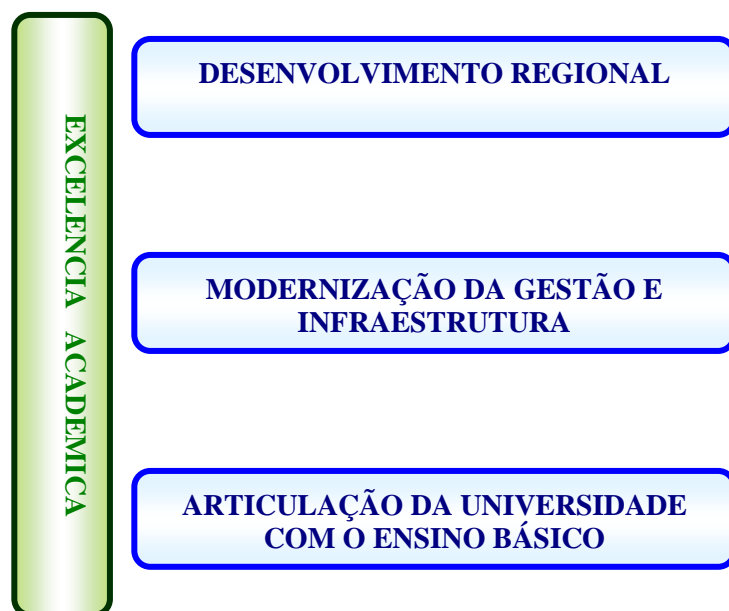 EXCELENCIA ACADEMICA
DESENVOLVIMENTO REGIONAL
MODERNIZAÇÃO DA GESTÃO E
INFRAESTRUTURA
ARTICULAÇÃO DA UNIVERSIDADE
COM O ENSINO BÁSICO